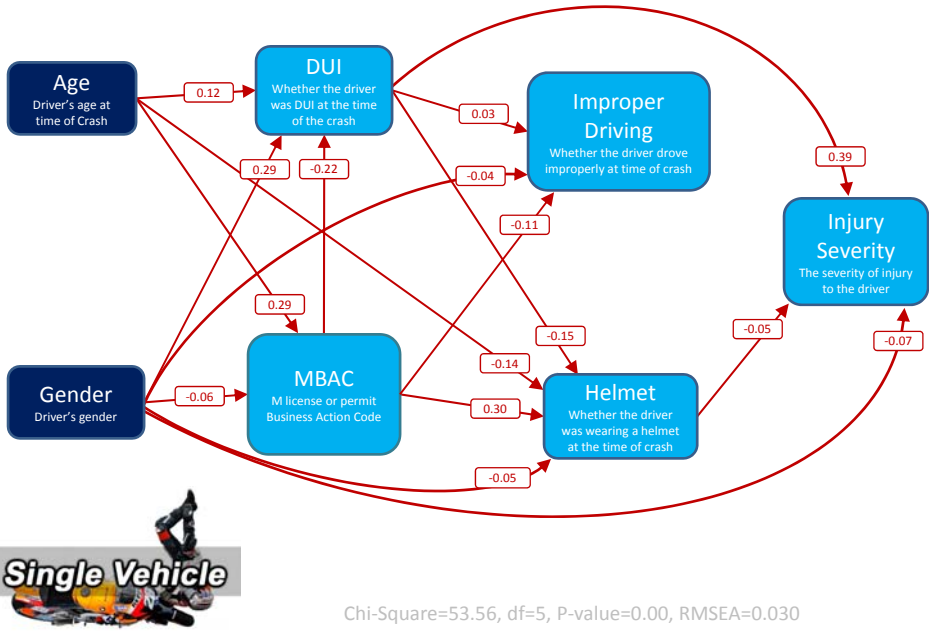 Age
Driver's age at
time of Crash
0.12
DUI
Whether the driver
was DUI at the time
of the crash
0.03
Improper
Driving
Whether the driver drove
improperly at time of crash
0.39
0.29
-0.22
-0.04
-0.11
Injury
Severity
The severity of injury
to the driver
0.29
-0.15
-0.05
-0.07
-0.14
Gender
Driver's gender
-0.06
MBAC
M license or permit
Business Action Code
0.30
Helmet
Whether the driver
was wearing a helmet
at the time of crash
-0.05
Single Vehicle
Chi-Square=53.56, df=5, P-value=0.00, RMSEA=0.030